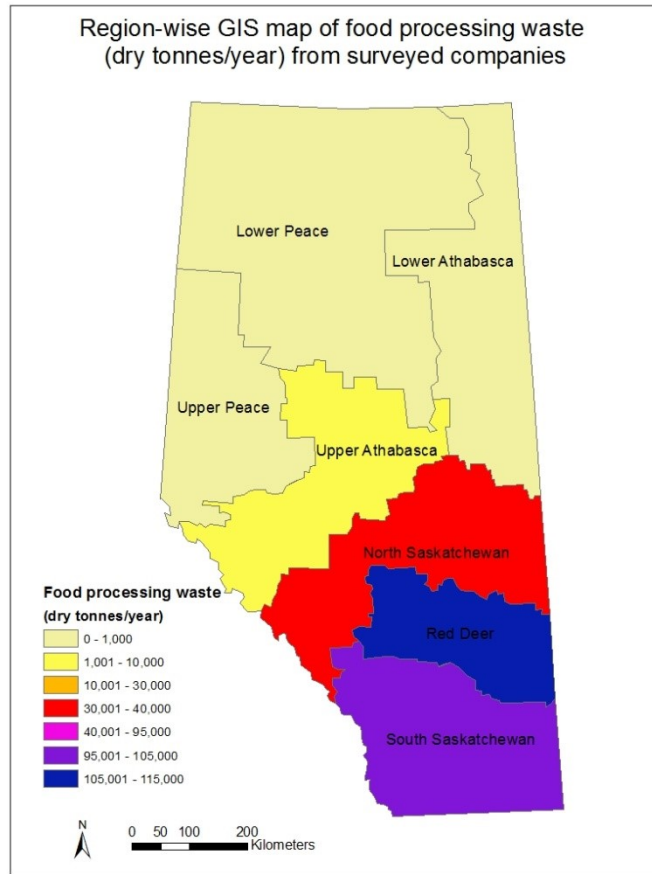 Region-wise GIS map of food processing waste
(dry tonnes/year) from surveyed companies
Lower Peace
Lower Athabasca
Upper Peace
Upper Athabasca
North Saskatchewan
Red Deer
South Saskatchewan
Food processing waste
(dry tonnes/year)
0 - 1,000
1,001 - 10,000
10,001 - 30,000
30,001 - 40,000
40,001 - 95,000
95,001 - 105,000
105,001 - 115,000
N
0 50 100 200
Kilometers